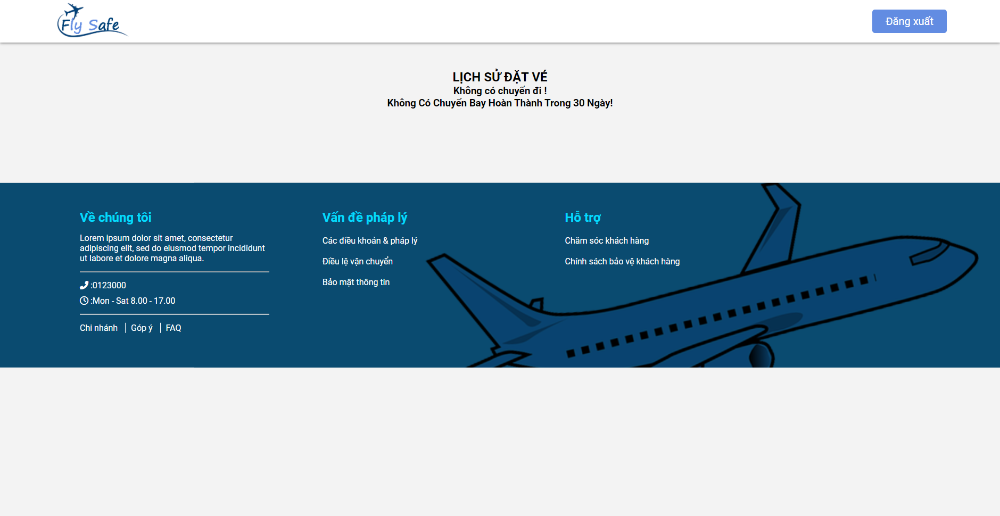 Fly Safe
Đăng xuất
LỊCH SỬ ĐẶT VÉ
Không có chuyến đi !
Không Có Chuyến Bay Hoàn Thành Trong 30 Ngày!
Về chúng tôi
Lorem ipsum dolor sit amet, consectetur
adipiscing elit, sed do eiusmod tempor incididunt
ut labore et dolore magna aliqua.
:0123000
:Mon - Sat 8.00 - 17.00
Chi nhánh
Góp ý
FAQ
Vấn đề pháp lý
Các điều khoản & pháp lý
Điều lệ vận chuyển
Bảo mật thông tin
Hỗ trợ
Chăm sóc khách hàng
Chính sách bảo vệ khách hàng